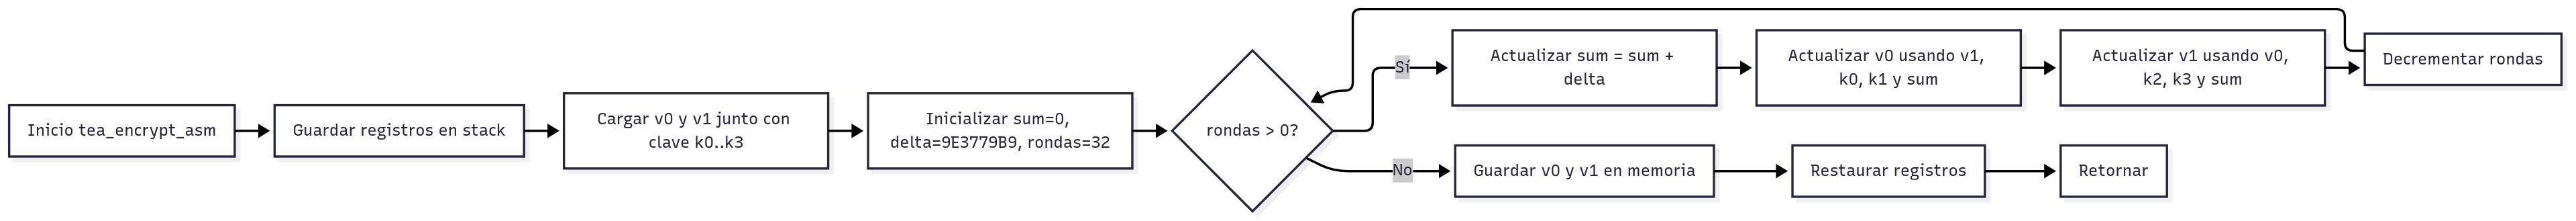 Inicio tea_encrypt_asm
Guardar registros en stack
Cargar v0 y v1 junto con
clave k0..k3
Inicializar sum=0,
delta=9E3779B9, rondas=32
rondas > 0?
Sí
Actualizar sum = sum +
delta
Actualizar v0 usando v1,
k0, k1 y sum
Actualizar v1 usando v0,
k2, k3 y sum
Decrementar rondas
No
Guardar v0 y v1 en memoria
Restaurar registros
Retornar